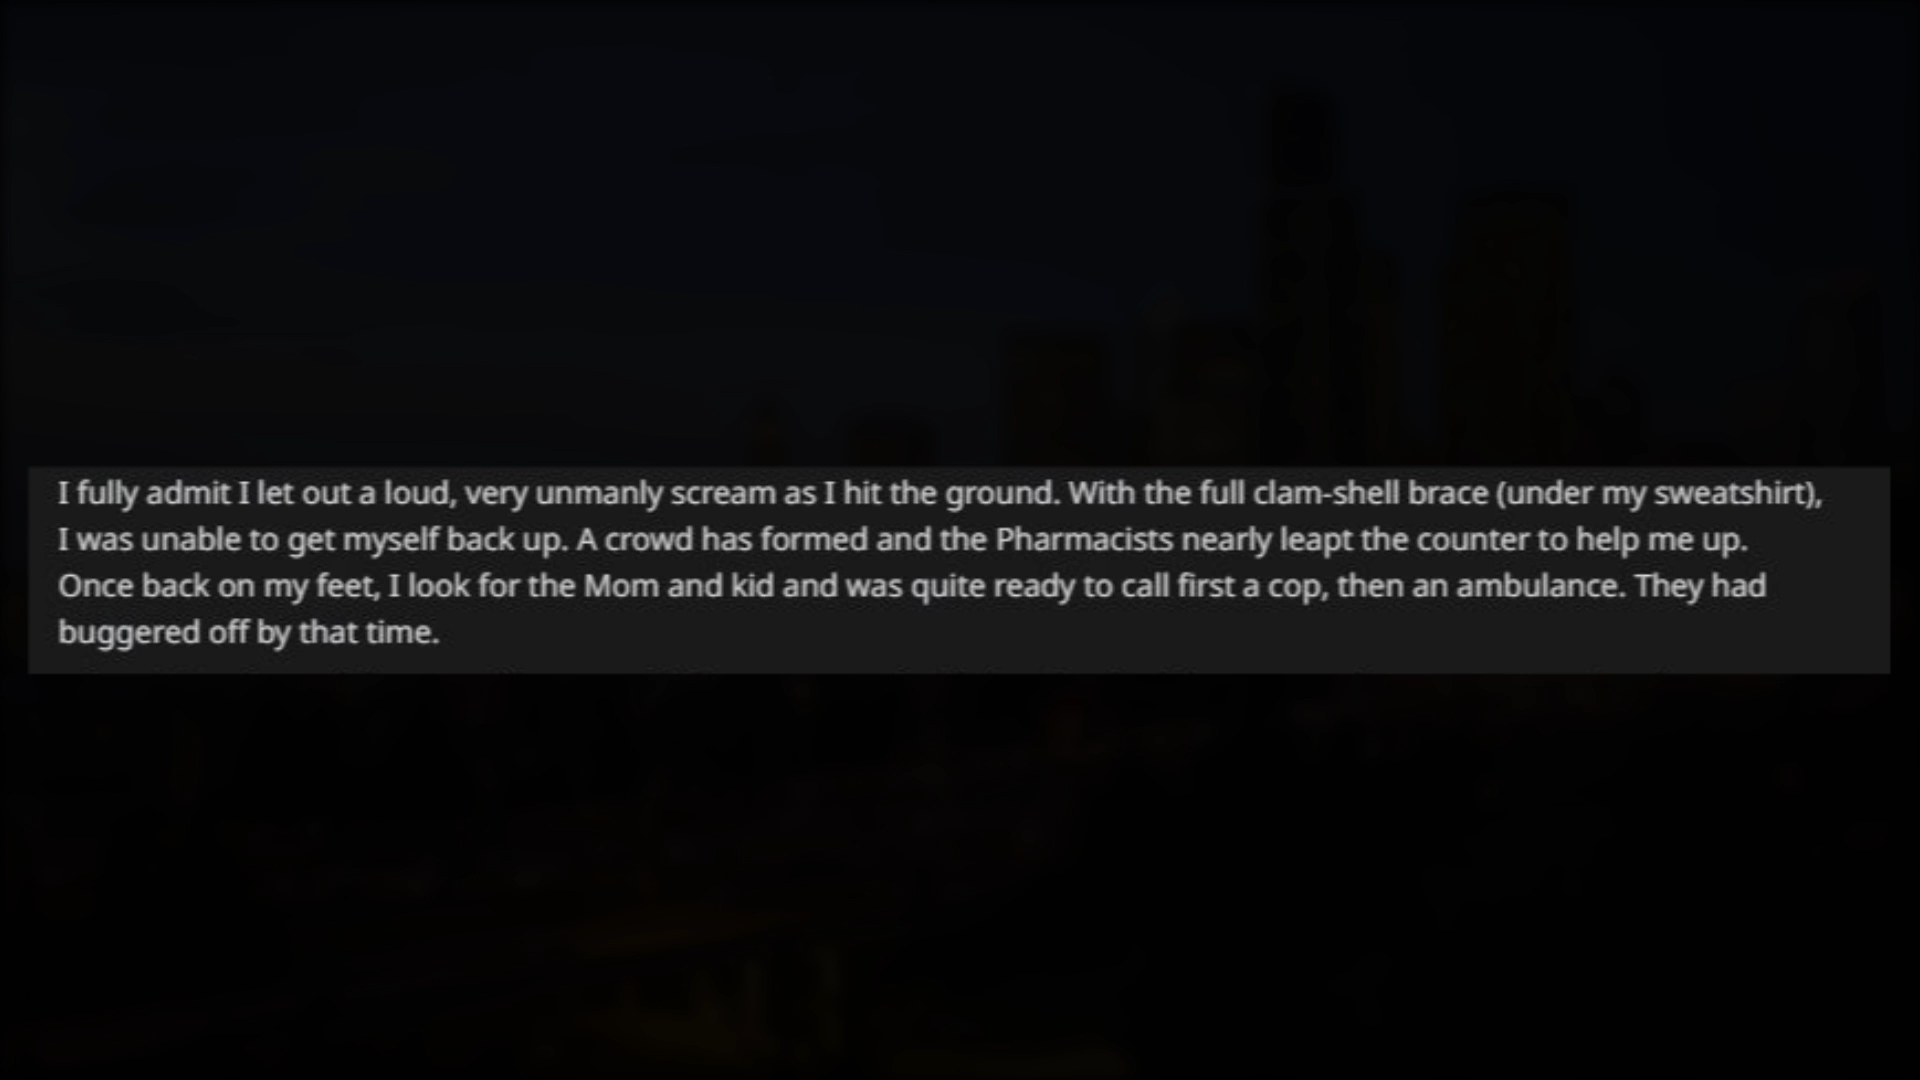 I fully admit I let out a loud, very unmanly scream as I hit the ground. With the full clam-shell brace (under my sweatshirt),
I was unable to get myself back up. A crowd has formed and the Pharmacists nearly leapt the counter to help me up.
Once back on my feet, I look for the Mom and kid and was quite ready to call first a cop, then an ambulance. They had
buggered off by that time.